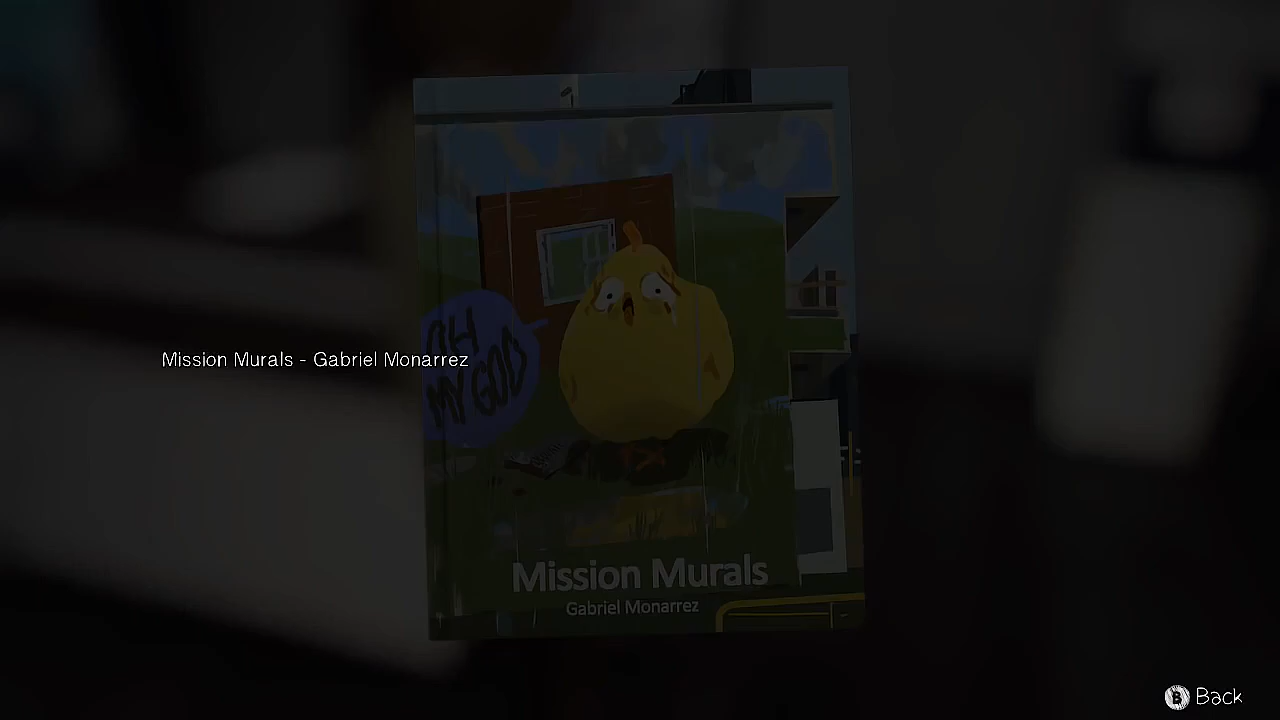 Mission Murals - Gabriel Monarrez
OH
MY GOD
Mission Murals
Gabriel Monarrez
B Back